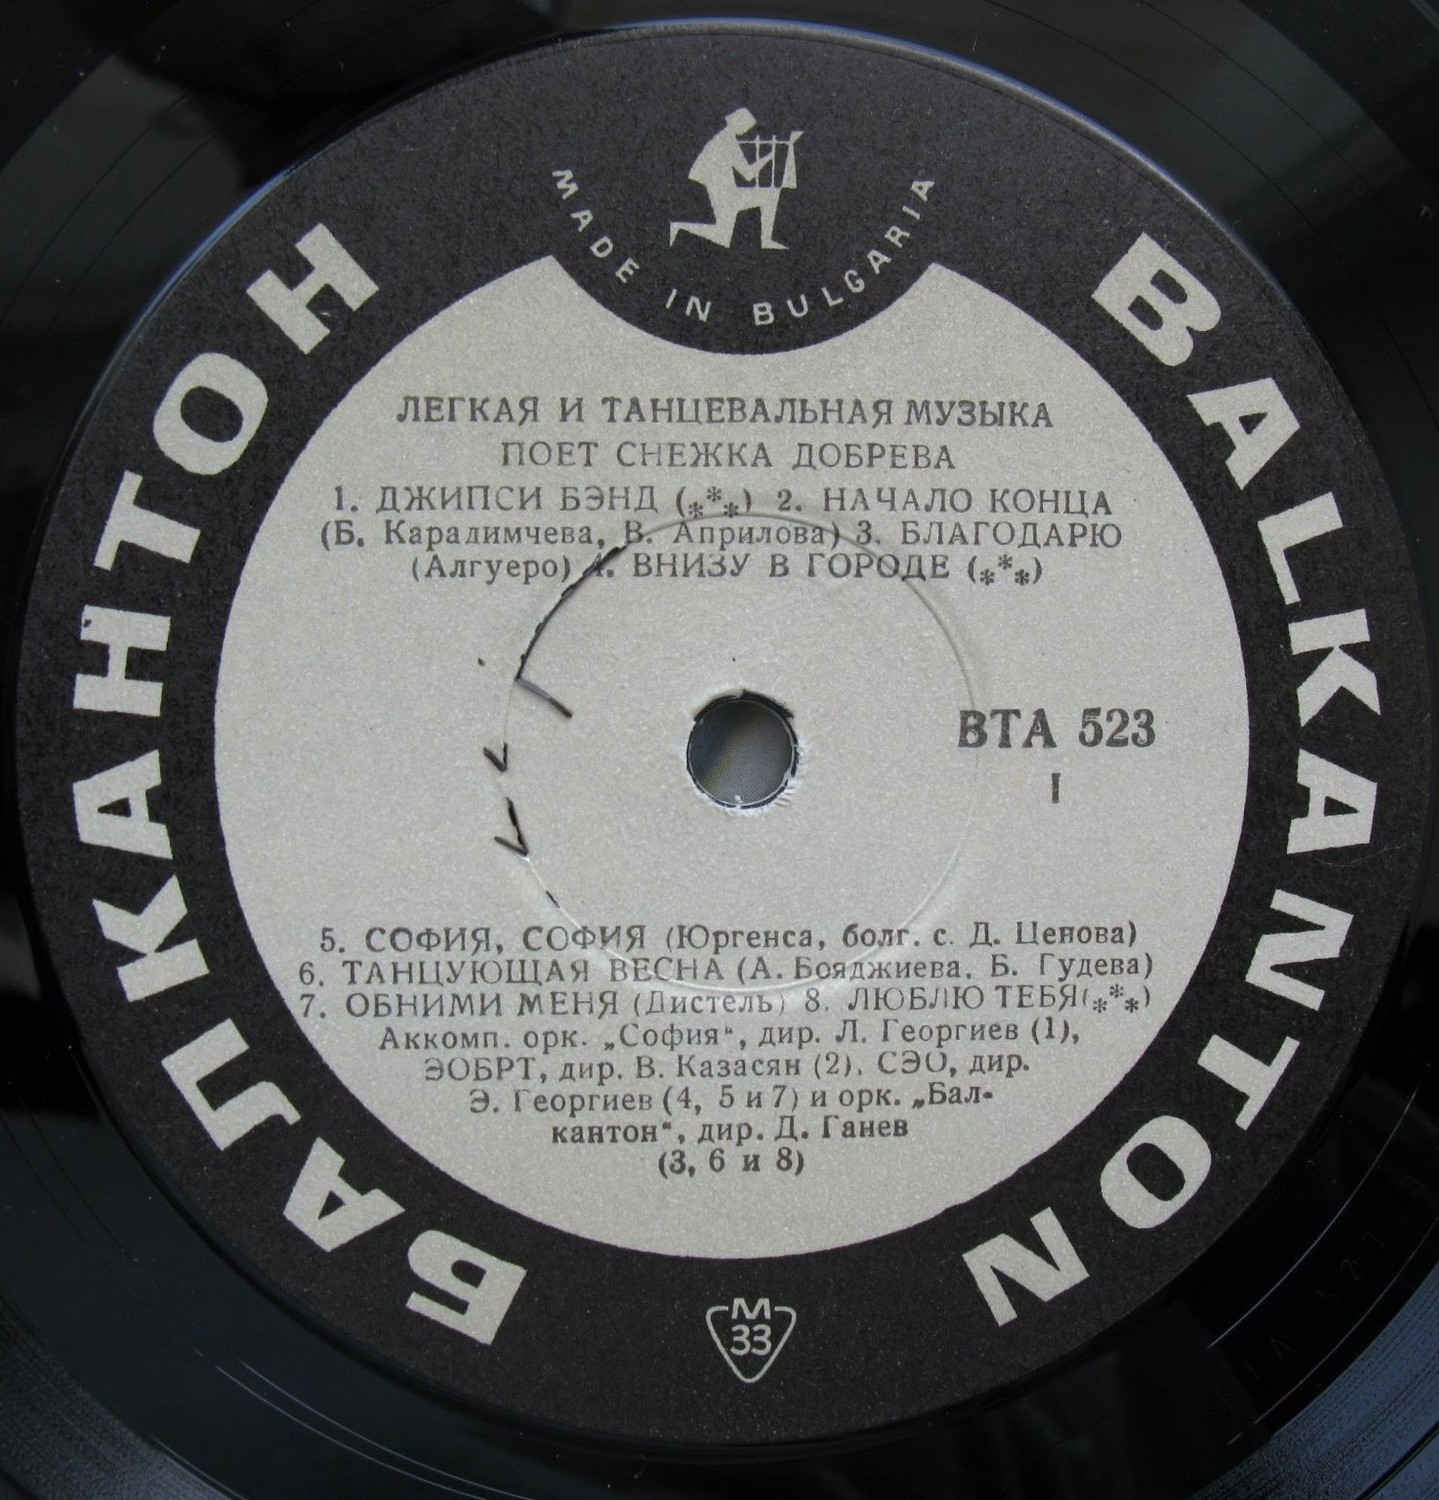 MADE IN BULGARIA
БАЛКАНТОН
BALKANTON
ЛЕГКАЯ И ТАНЦЕВАЛЬНАЯ МУЗЫКА
ПОЕТ СНЕЖКА ДОБРЕВА
1. ДЖИПСИ БЭНД (***) 2. НАЧАЛО КОНЦА
(Б. Карадимчева, В. Априлова) 3. БЛАГОДАРЮ
(Алгуеро) 4. ВНИЗУ В ГОРОДЕ (***)
ВТА 523
I
5. СОФИЯ, СОФИЯ (Юргенса, болг. с. Д. Ценова)
6. ТАНЦУЮЩАЯ ВЕСНА (А. Бояджиева, Б. Гудева)
7. ОБНИМИ МЕНЯ (Дистель) 8. ЛЮБЛЮ ТЕБЯ (***)
Аккомп. орк. „София“, дир. Л. Георгиев (1),
ЭОБРТ, дир. В. Казасян (2), СЭО, дир.
Э. Георгиев (4, 5 и 7) и орк. „Бал-
кантон“, дир. Д. Ганев
(3, 6 и 8)
М
33